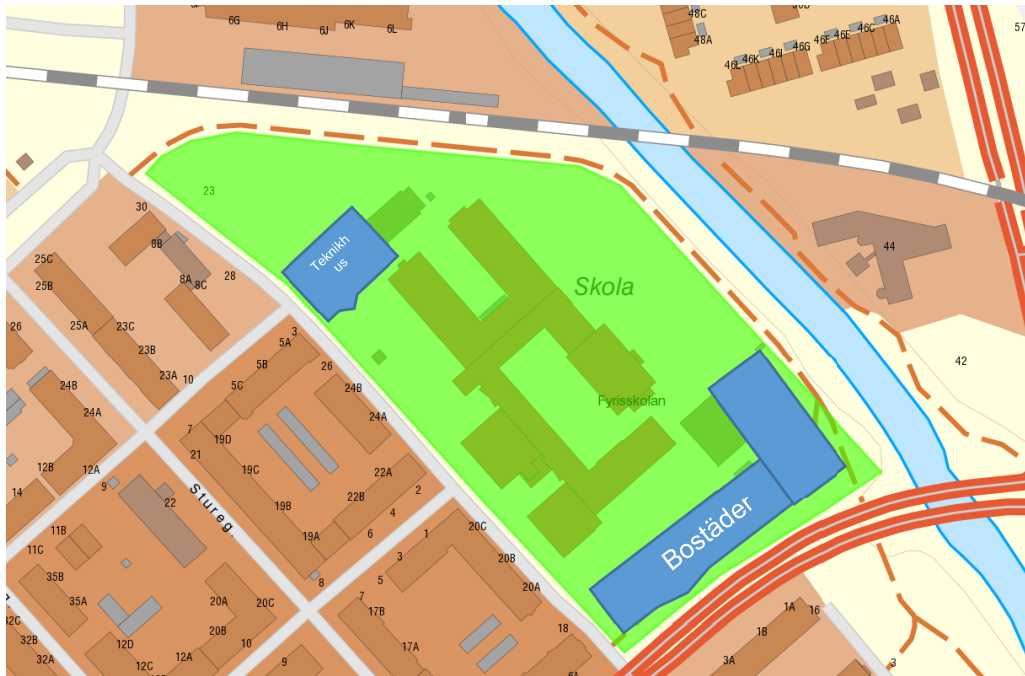 6G
6H
6J
6K
6L
48C
48A
46L
46K
46I
46G
46F
46E
46C
46A
57
23
30
8B
8A
8C
28
25C
25B
25A
23C
23B
23A
10
26
24B
24A
12B
12A
14
Teknikh
us
Skola
Fyrisskolan
Bostäder
44
42
3
5A
5B
5C
26
24B
24A
7
21
19D
19C
19B
19A
22A
22B
2
4
6
8
Stureg.
9
22
11B
11C
35B
35A
32C
32B
32A
20A
20C
20B
10
12D
12C
12A
1
3
5
7
17B
17A
20C
20B
20A
18
6A
9
1A
16
1B
3A
3